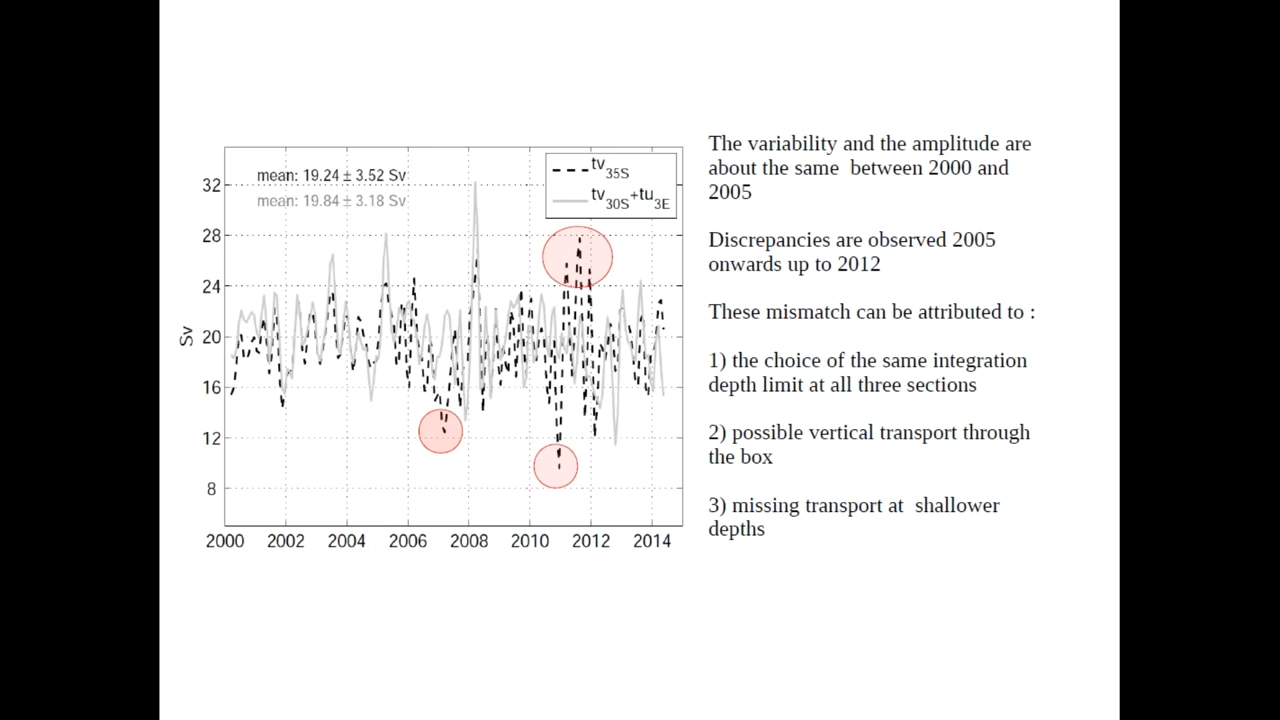 mean: 19.24 ± 3.52 Sv
mean: 19.84 ± 3.18 Sv
tv35S
tv30S+tu3E
Sv
32
28
24
20
16
12
8
2000 2002 2004 2006 2008 2010 2012 2014
The variability and the amplitude are
about the same between 2000 and
2005
Discrepancies are observed 2005
onwards up to 2012
These mismatch can be attributed to :
1) the choice of the same integration
depth limit at all three sections
2) possible vertical transport through
the box
3) missing transport at shallower
depths